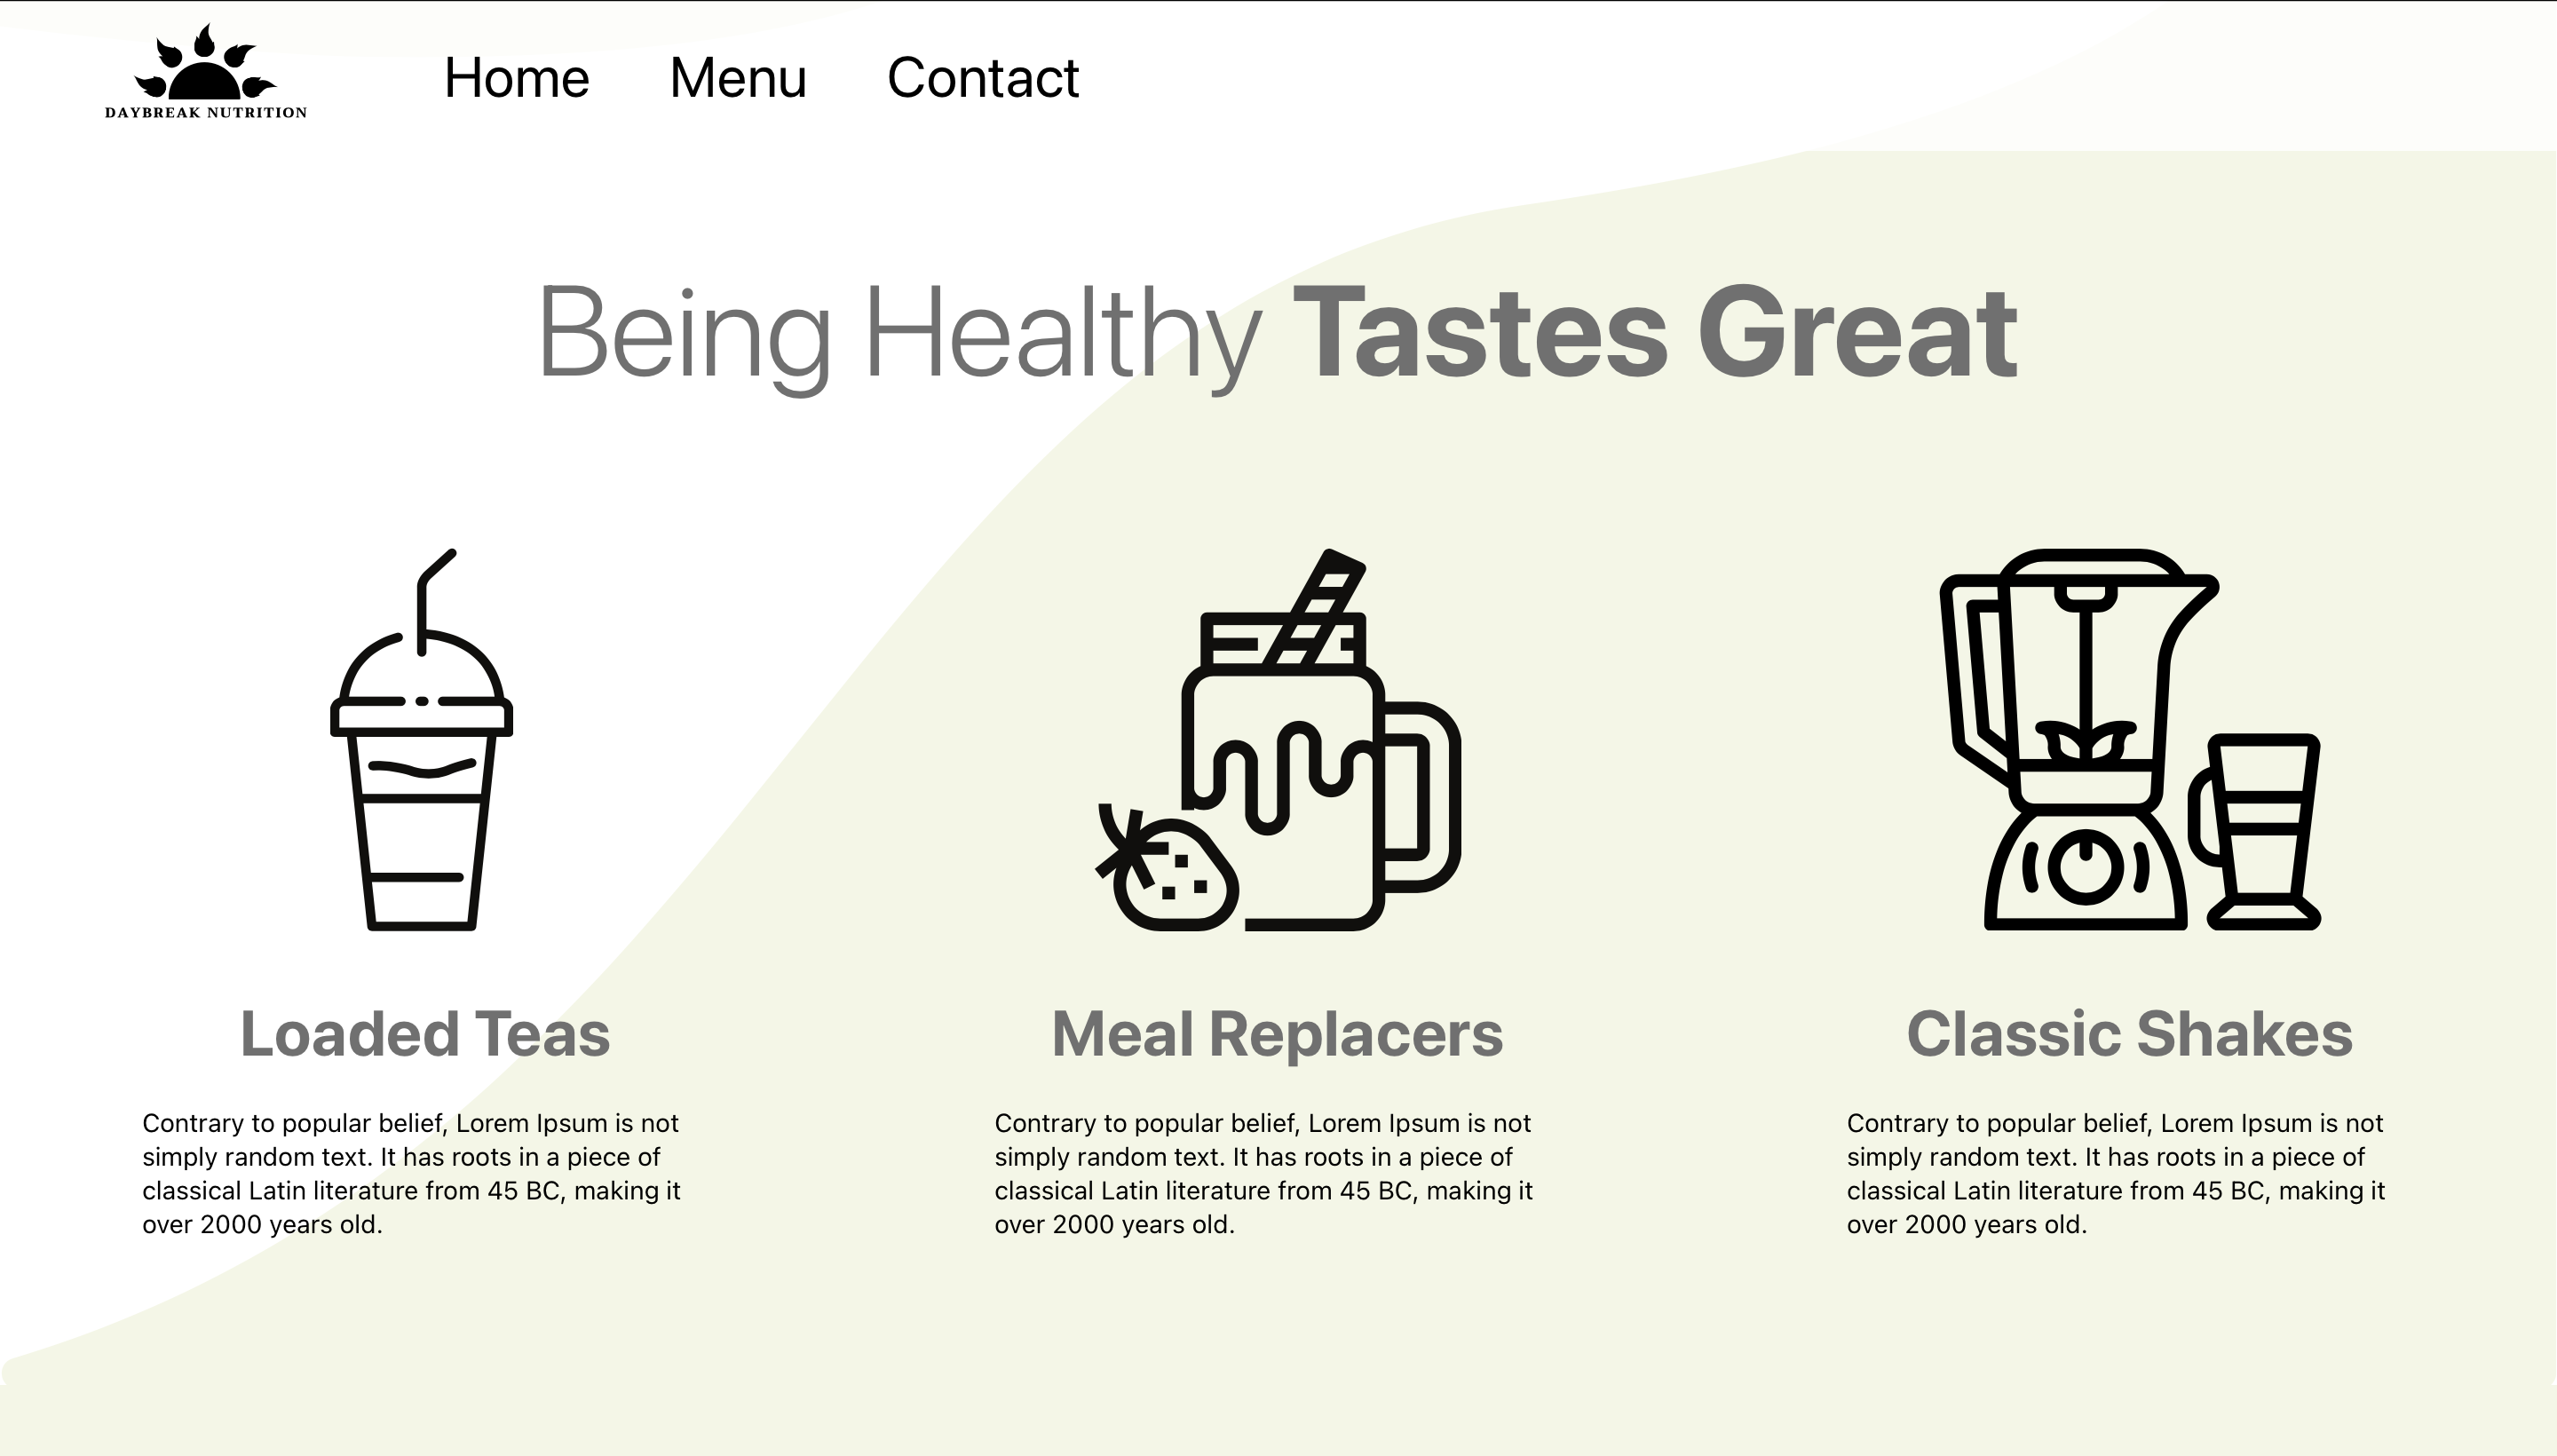 DAYBREAK NUTRITION
Home Menu Contact
Being Healthy Tastes Great
Loaded Teas
Contrary to popular belief, Lorem Ipsum is not
simply random text. It has roots in a piece of
classical Latin literature from 45 BC, making it
over 2000 years old.
Meal Replacers
Contrary to popular belief, Lorem Ipsum is not
simply random text. It has roots in a piece of
classical Latin literature from 45 BC, making it
over 2000 years old.
Classic Shakes
Contrary to popular belief, Lorem Ipsum is not
simply random text. It has roots in a piece of
classical Latin literature from 45 BC, making it
over 2000 years old.